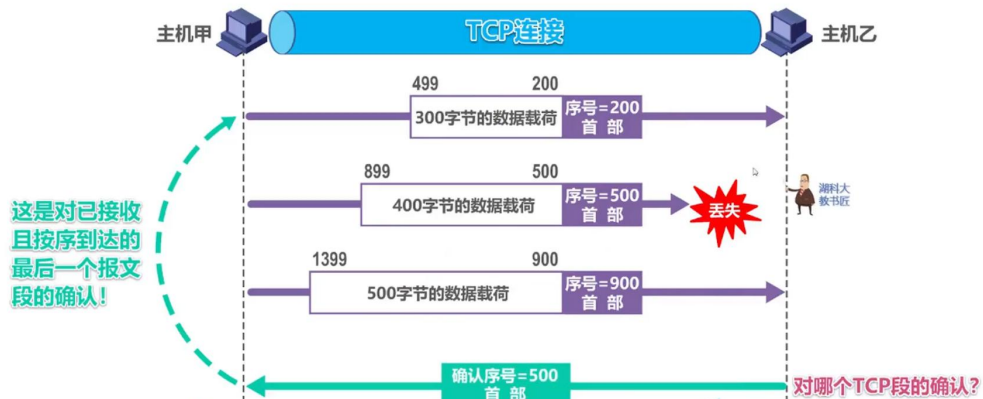 主机甲
TCP连接
主机乙
499
200
300字节的数据载荷
序号=200
首 部
899
500
400字节的数据载荷
序号=500
首 部
丢失
湖科大
教书匠
这是对已接收
且按序到达的
最后一个报文
段的确认！
1399
900
500字节的数据载荷
序号=900
首 部
确认序号=500
首 部
对哪个TCP段的确认？